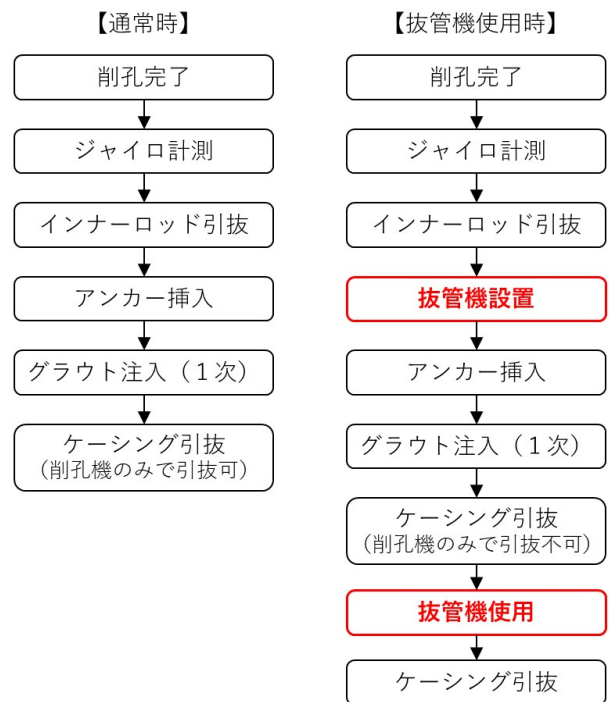 【通常時】
削孔完了
ジャイロ計測
インナーロッド引抜
アンカー挿入
グラウト注入（１次）
ケーシング引抜
（削孔機のみで引抜可）
【抜管機使用時】
削孔完了
ジャイロ計測
インナーロッド引抜
抜管機設置
アンカー挿入
グラウト注入（１次）
ケーシング引抜
（削孔機のみで引抜不可）
抜管機使用
ケーシング引抜